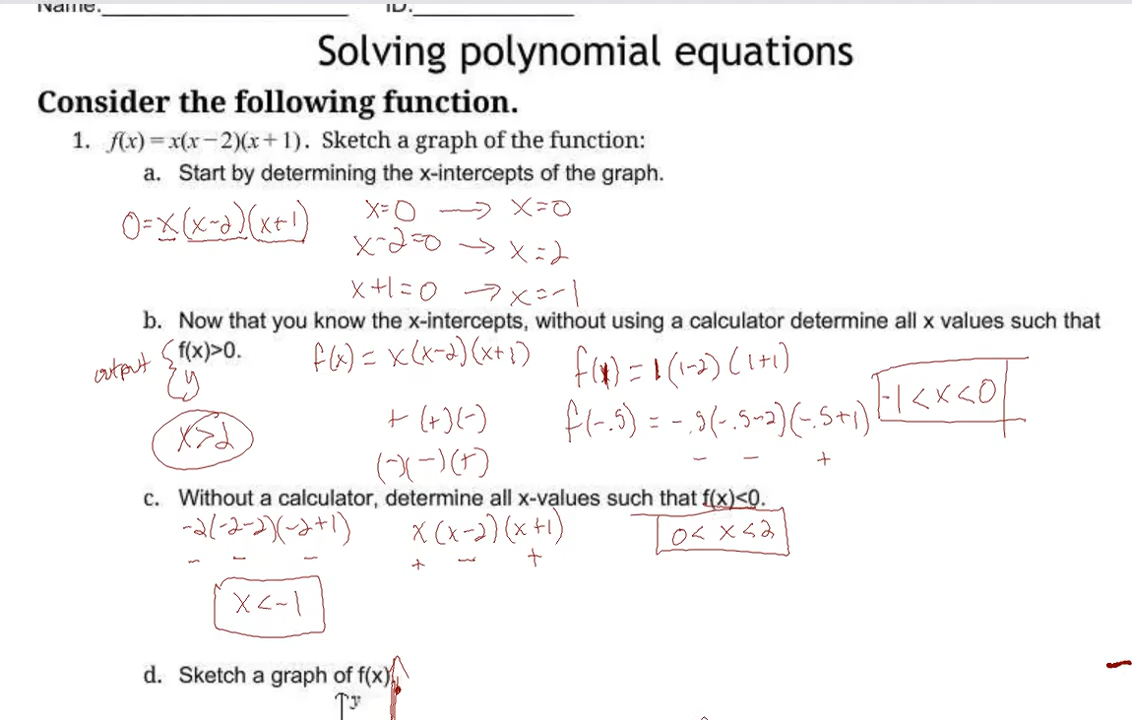 Name: ID:
Solving polynomial equations
Consider the following function.
1. f(x)=x(x-2)(x+1). Sketch a graph of the function:
a. Start by determining the x-intercepts of the graph.
0=x(x-2)(x+1)
x=0 → x=0
x-2=0 → x=2
x+1=0 → x=-1
b. Now that you know the x-intercepts, without using a calculator determine all x values such that
f(x)>0.
output { y
f(x) = x(x-2)(x+1)
f(1) = 1(1-2)(1+1)
-1<x<0
x>2
+ (+)(-)
f(-.5) = -.5(-.5-2)(-.5+1)
- - +
(-)(-)(+)
c. Without a calculator, determine all x-values such that f(x)<0.
-2(-2-2)(-2+1)
- - -
x(x-2)(x+1)
+ - +
0<x<2
x<-1
d. Sketch a graph of f(x)
y